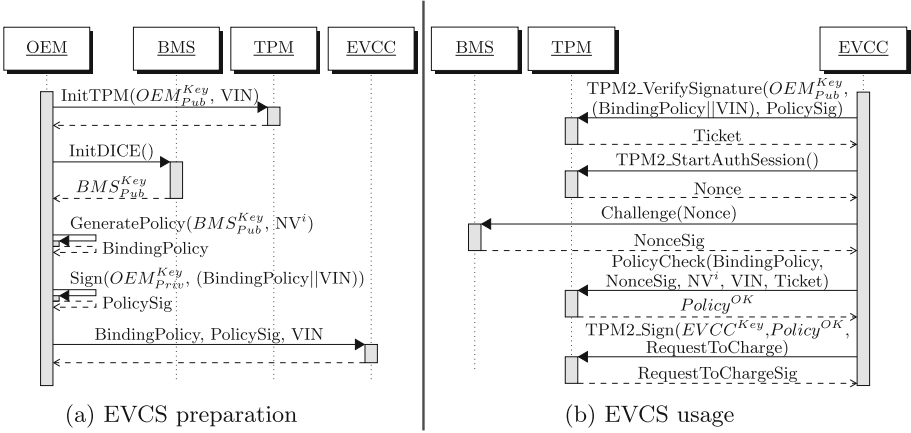 OEM BMS TPM EVCC
InitTPM(OEM^Key_Pub, VIN)
InitDICE()
BMS^Key_Pub
GeneratePolicy(BMS^Key_Pub, NV^i)
BindingPolicy
Sign(OEM^Key_Priv, (BindingPolicy||VIN))
PolicySig
BindingPolicy, PolicySig, VIN
(a) EVCS preparation
BMS TPM EVCC
TPM2_VerifySignature(OEM^Key_Pub,
(BindingPolicy||VIN), PolicySig)
Ticket
TPM2_StartAuthSession()
Nonce
Challenge(Nonce)
NonceSig
PolicyCheck(BindingPolicy,
NonceSig, NV^i, VIN, Ticket)
Policy^OK
TPM2_Sign(EVCC^Key,Policy^OK,
RequestToCharge)
RequestToChargeSig
(b) EVCS usage